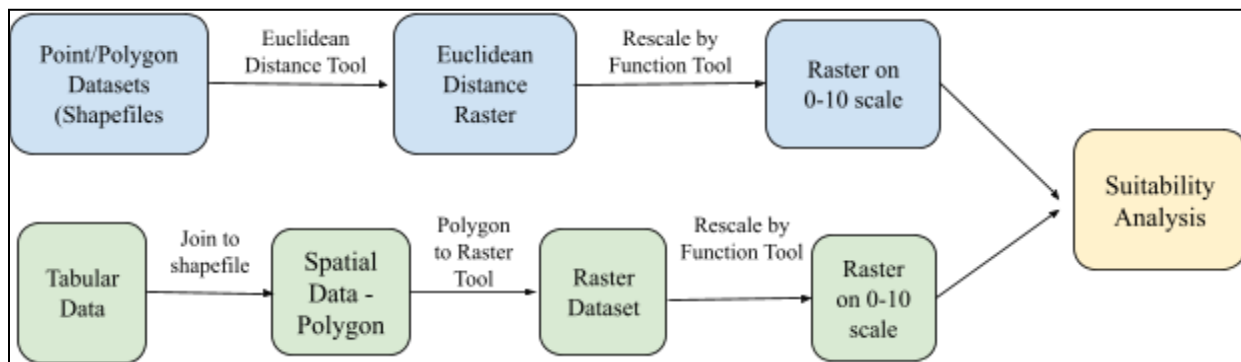 Point/Polygon
Datasets
(Shapefiles
Euclidean
Distance Tool
Euclidean
Distance
Raster
Rescale by
Function Tool
Raster on
0-10 scale
Tabular
Data
Join to
shapefile
Spatial
Data -
Polygon
Polygon
to Raster
Tool
Raster
Dataset
Rescale by
Function Tool
Raster
on 0-10
scale
Suitability
Analysis